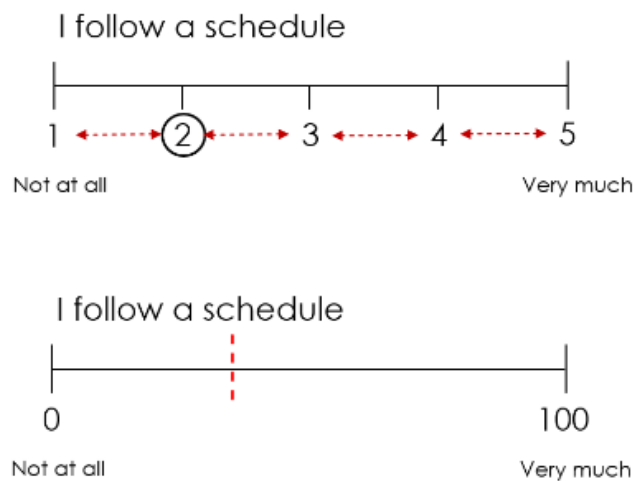 I follow a schedule
1 2 3 4 5
Not at all Very much
I follow a schedule
0 100
Not at all Very much